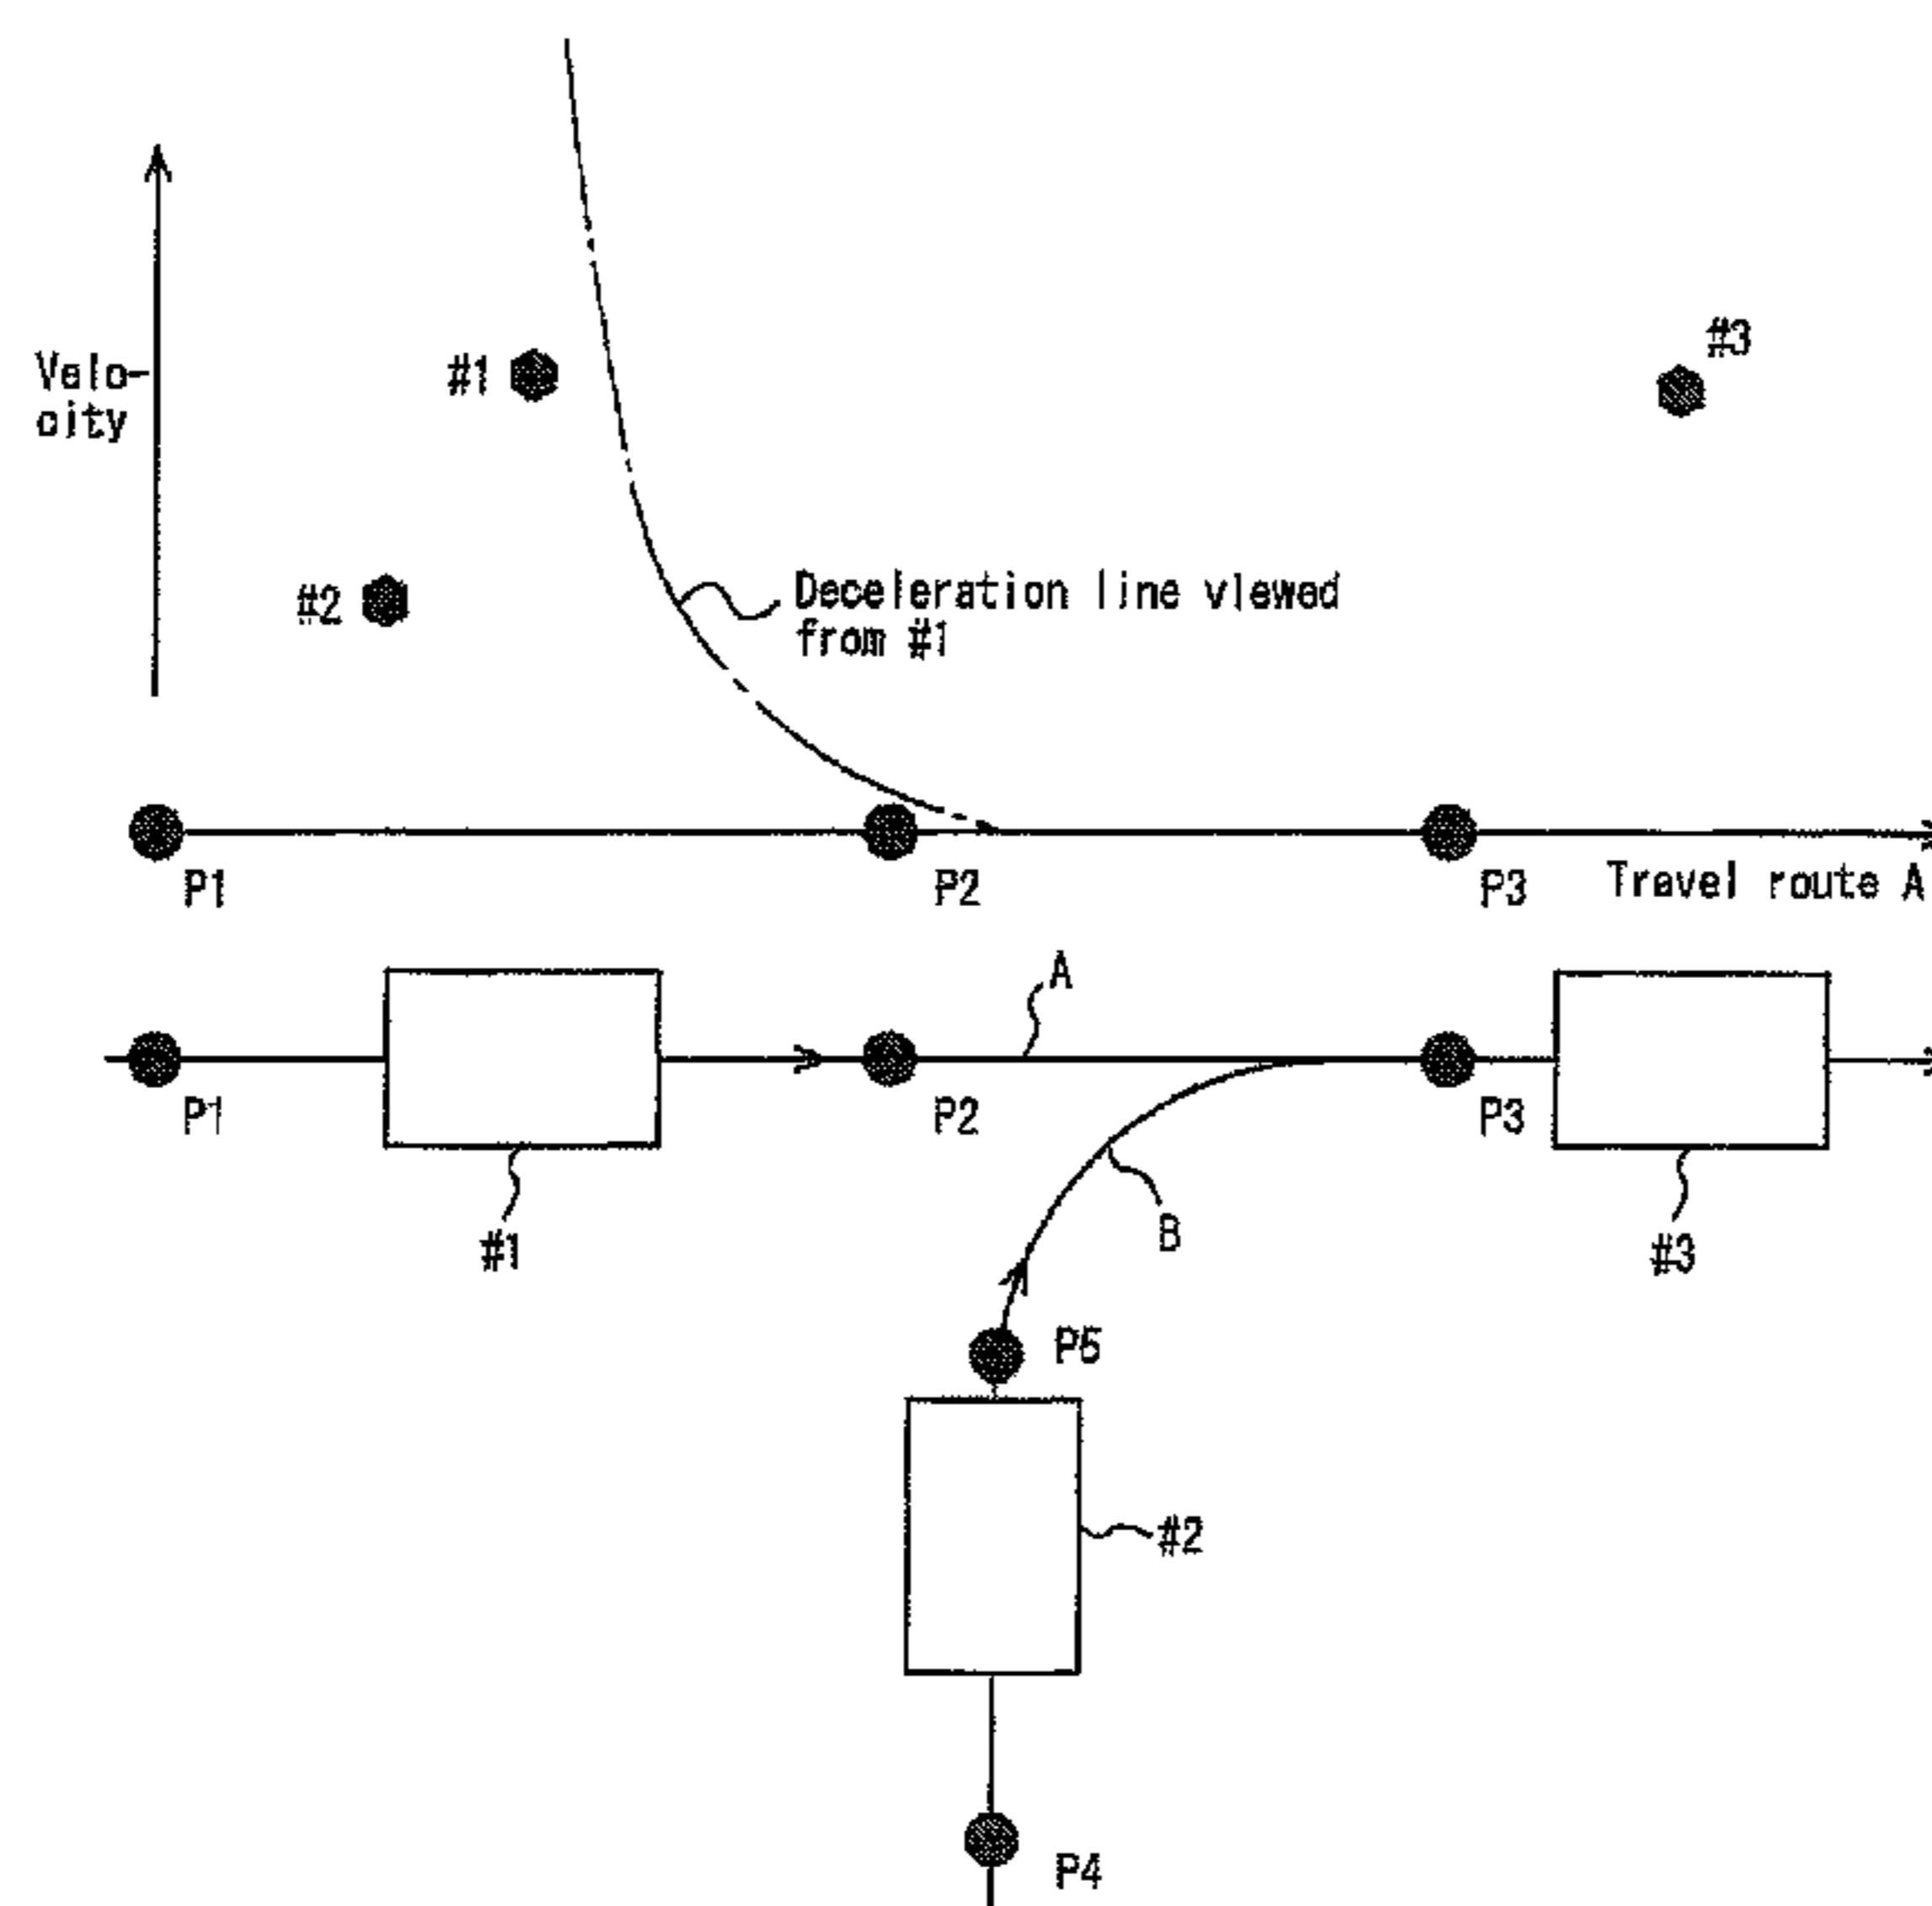 #3
Velo-
city
#1
#2
Deceleration line viewed
from #1
P1
P2
P3
Travel route A
A
P1
P2
P3
B
#1
#3
P5
#2
P4